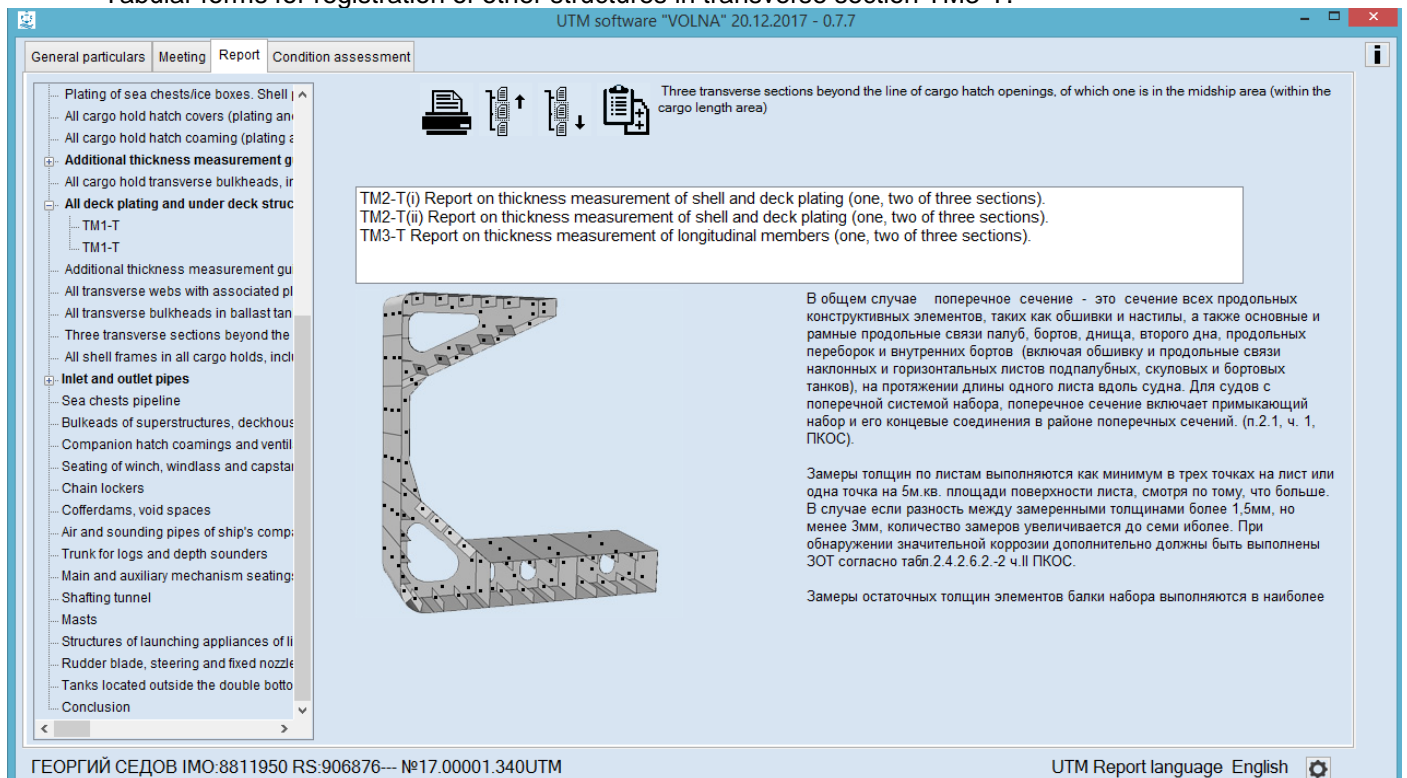 Tabular forms for registration of other structures in transverse section TM3-T.
UTM software "VOLNA" 20.12.2017 - 0.7.7
General particulars Meeting Report Condition assessment
Plating of sea chests/ice boxes. Shell
All cargo hold hatch covers (plating an
All cargo hold hatch coaming (plating
Additional thickness measurement g
All cargo hold transverse bulkheads, in
All deck plating and under deck struc
TM1-T
TM1-T
Additional thickness measurement gu
All transverse webs with associated pl
All transverse bulkheads in ballast tan
Three transverse sections beyond the
All shell frames in all cargo holds, inclu
Inlet and outlet pipes
Sea chests pipeline
Bulkeads of superstructures, deckhous
Companion hatch coamings and ventil
Seating of winch, windlass and capsta
Chain lockers
Cofferdams, void spaces
Air and sounding pipes of ship's comp
Trunk for logs and depth sounders
Main and auxiliary mechanism seating
Shafting tunnel
Masts
Structures of launching appliances of li
Rudder blade, steering and fixed nozzle
Tanks located outside the double botto
Conclusion
Three transverse sections beyond the line of cargo hatch openings, of which one is in the midship area (within the
cargo length area)
TM2-T(i) Report on thickness measurement of shell and deck plating (one, two of three sections).
TM2-T(ii) Report on thickness measurement of shell and deck plating (one, two of three sections).
TM3-T Report on thickness measurement of longitudinal members (one, two of three sections).
В общем случае поперечное сечение - это сечение всех продольных
конструктивных элементов, таких как обшивки и настилы, а также основные и
рамные продольные связи палуб, бортов, днища, второго дна, продольных
переборок и внутренних бортов (включая обшивку и продольные связи
наклонных и горизонтальных листов подпалубных, скуловых и бортовых
танков), на протяжении длины одного листа вдоль судна. Для судов с
поперечной системой набора, поперечное сечение включает примыкающий
набор и его концевые соединения в районе поперечных сечений. (п.2.1, ч. 1,
ПКОС).
Замеры толщин по листам выполняются как минимум в трех точках на лист или
одна точка на 5м.кв. площади поверхности листа, смотря по тому, что больше.
В случае если разность между замеренными толщинами более 1,5мм, но
менее 3мм, количество замеров увеличивается до семи иболее. При
обнаружении значительной коррозии дополнительно должны быть выполнены
ЗОТ согласно табл.2.4.2.6.2.-2 ч.II ПКОС.
Замеры остаточных толщин элементов балки набора выполняются в наиболее
ГЕОРГИЙ СЕДОВ IMO:8811950 RS:906876--- №17.00001.340UTM
UTM Report language English